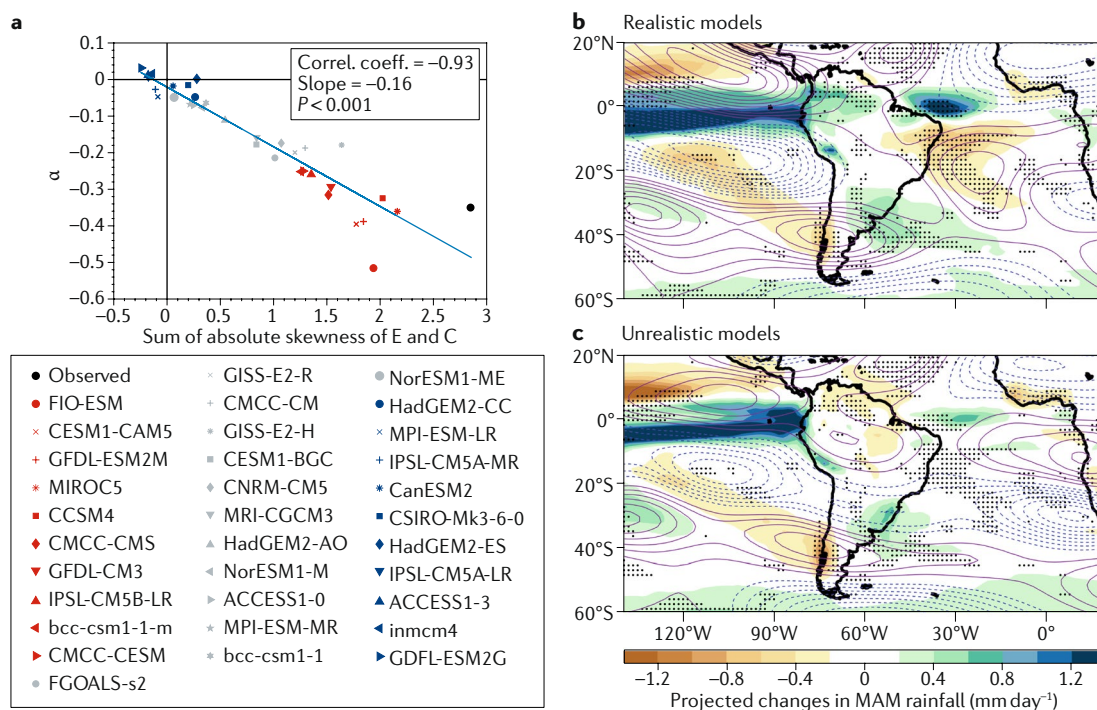 a
0.1
0
−0.1
−0.2
−0.3
−0.4
−0.5
−0.6
α
Correl. coeff. = −0.93
Slope = −0.16
P < 0.001
−0.5
0
0.5
1
1.5
2
2.5
3
Sum of absolute skewness of E and C
Observed
FIO-ESM
CESM1-CAM5
GFDL-ESM2M
MIROC5
CCSM4
CMCC-CMS
GFDL-CM3
IPSL-CM5B-LR
bcc-csm1-1-m
CMCC-CESM
FGOALS-s2
GISS-E2-R
CMCC-CM
GISS-E2-H
CESM1-BGC
CNRM-CM5
MRI-CGCM3
HadGEM2-AO
NorESM1-M
ACCESS1-0
MPI-ESM-MR
bcc-csm1-1
NorESM1-ME
HadGEM2-CC
MPI-ESM-LR
IPSL-CM5A-MR
CanESM2
CSIRO-Mk3-6-0
HadGEM2-ES
IPSL-CM5A-LR
ACCESS1-3
inmcm4
GDFL-ESM2G
b Realistic models
20°N
0°
20°S
40°S
60°S
c Unrealistic models
20°N
0°
20°S
40°S
60°S
120°W 90°W 60°W 30°W 0°
−1.2 −0.8 −0.4 0 0.4 0.8 1.2
Projected changes in MAM rainfall (mm day⁻¹)